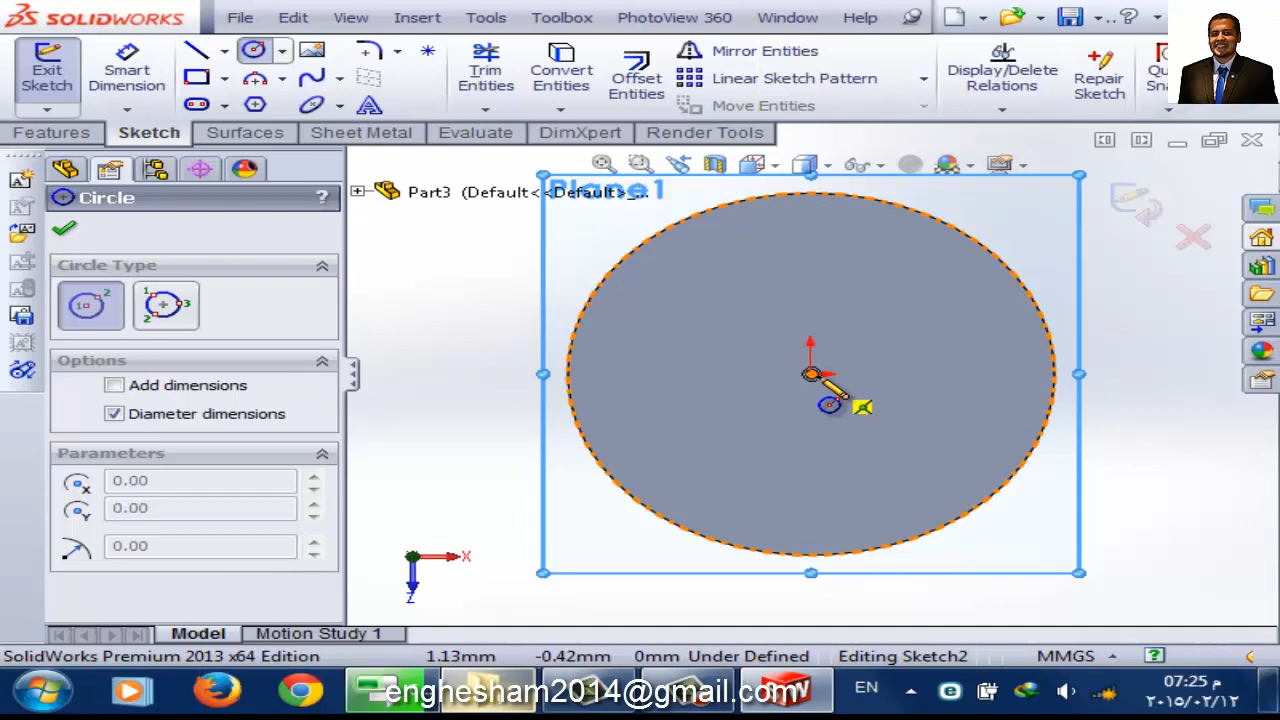 SOLIDWORKS File Edit View Insert Tools Toolbox PhotoView 360 Window Help
Exit Sketch
Smart Dimension
Trim Entities
Convert Entities
Offset Entities
Mirror Entities
Linear Sketch Pattern
Move Entities
Display/Delete Relations
Repair Sketch
Features Sketch Surfaces Sheet Metal Evaluate DimXpert Render Tools
Part3 (Default<<Default>_...
Plane1
Circle ?
Circle Type
Options
Add dimensions
Diameter dimensions
Parameters
0.00
0.00
0.00
X
Z
Model Motion Study 1
SolidWorks Premium 2013 x64 Edition 1.13mm -0.42mm 0mm Under Defined Editing Sketch2 MMGS
enghesham2014@gmail.com
EN
07:25 م
٢٠١٥/٠٢/١٢